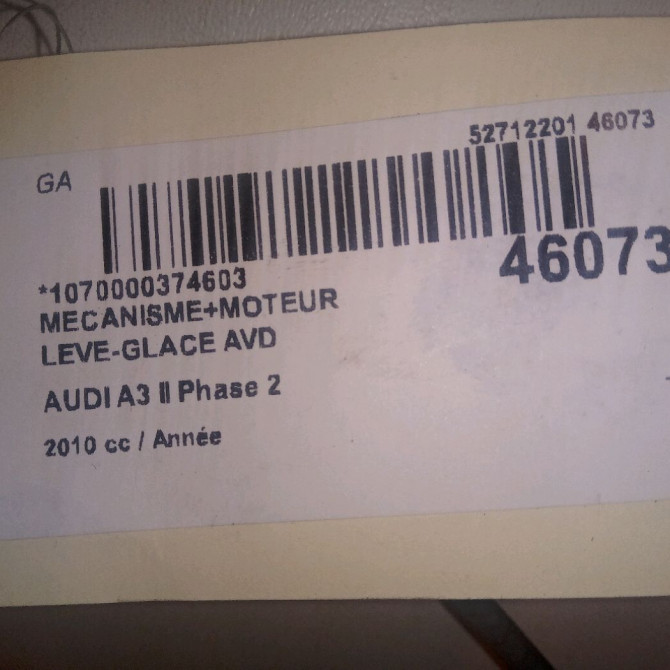 52712201 46073
GA
46073
*1070000374603
MECANISME+MOTEUR
LEVE-GLACE AVD
AUDI A3 II Phase 2
2010 cc / Année